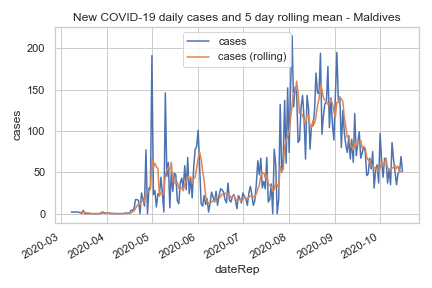 New COVID-19 daily cases and 5 day rolling mean - Maldives
cases
cases (rolling)
200
150
100
50
0
cases
2020-03
2020-04
2020-05
2020-06
2020-07
2020-08
2020-09
2020-10
dateRep